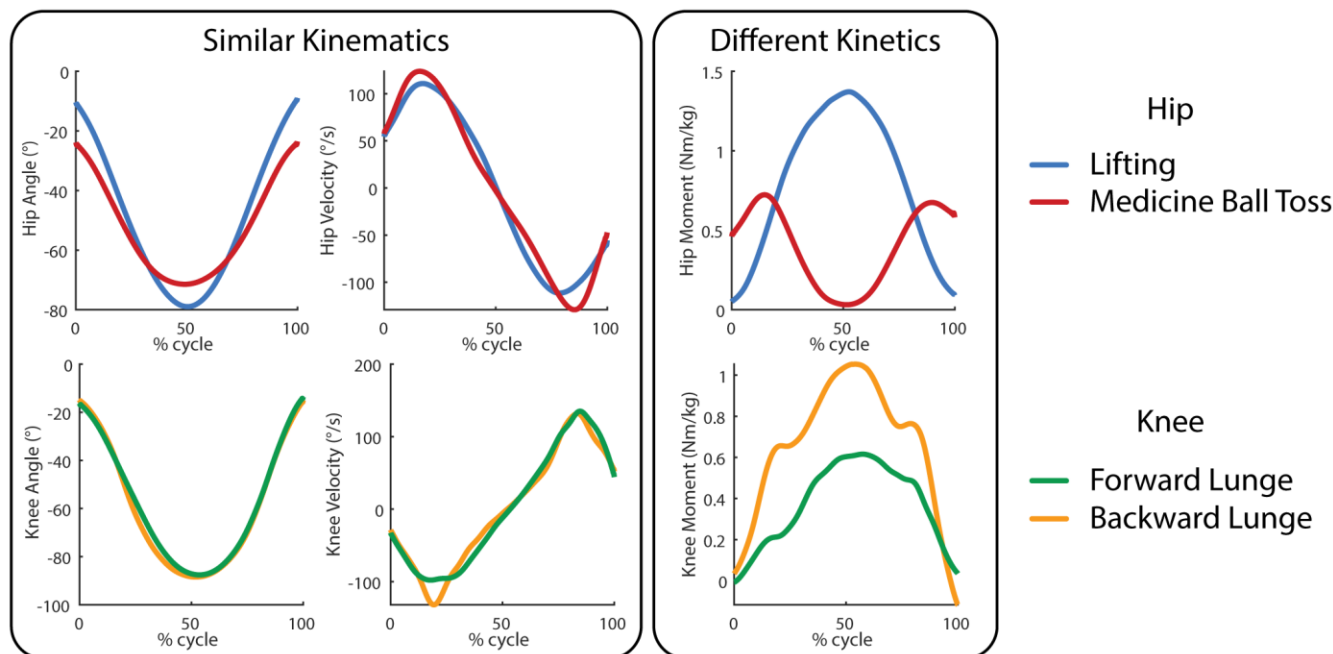 Similar Kinematics
Different Kinetics
Hip Angle (°)
0
-20
-40
-60
-80
0 50 100
% cycle
Hip Velocity (°/s)
100
50
0
-50
-100
0 50 100
% cycle
Hip Moment (Nm/kg)
1.5
1
0.5
0
0 50 100
% cycle
Hip
Lifting
Medicine Ball Toss
Knee Angle (°)
0
-20
-40
-60
-80
-100
0 50 100
% cycle
Knee Velocity (°/s)
200
100
0
-100
0 50 100
% cycle
Knee Moment (Nm/kg)
1
0.8
0.6
0.4
0.2
0
0 50 100
% cycle
Knee
Forward Lunge
Backward Lunge